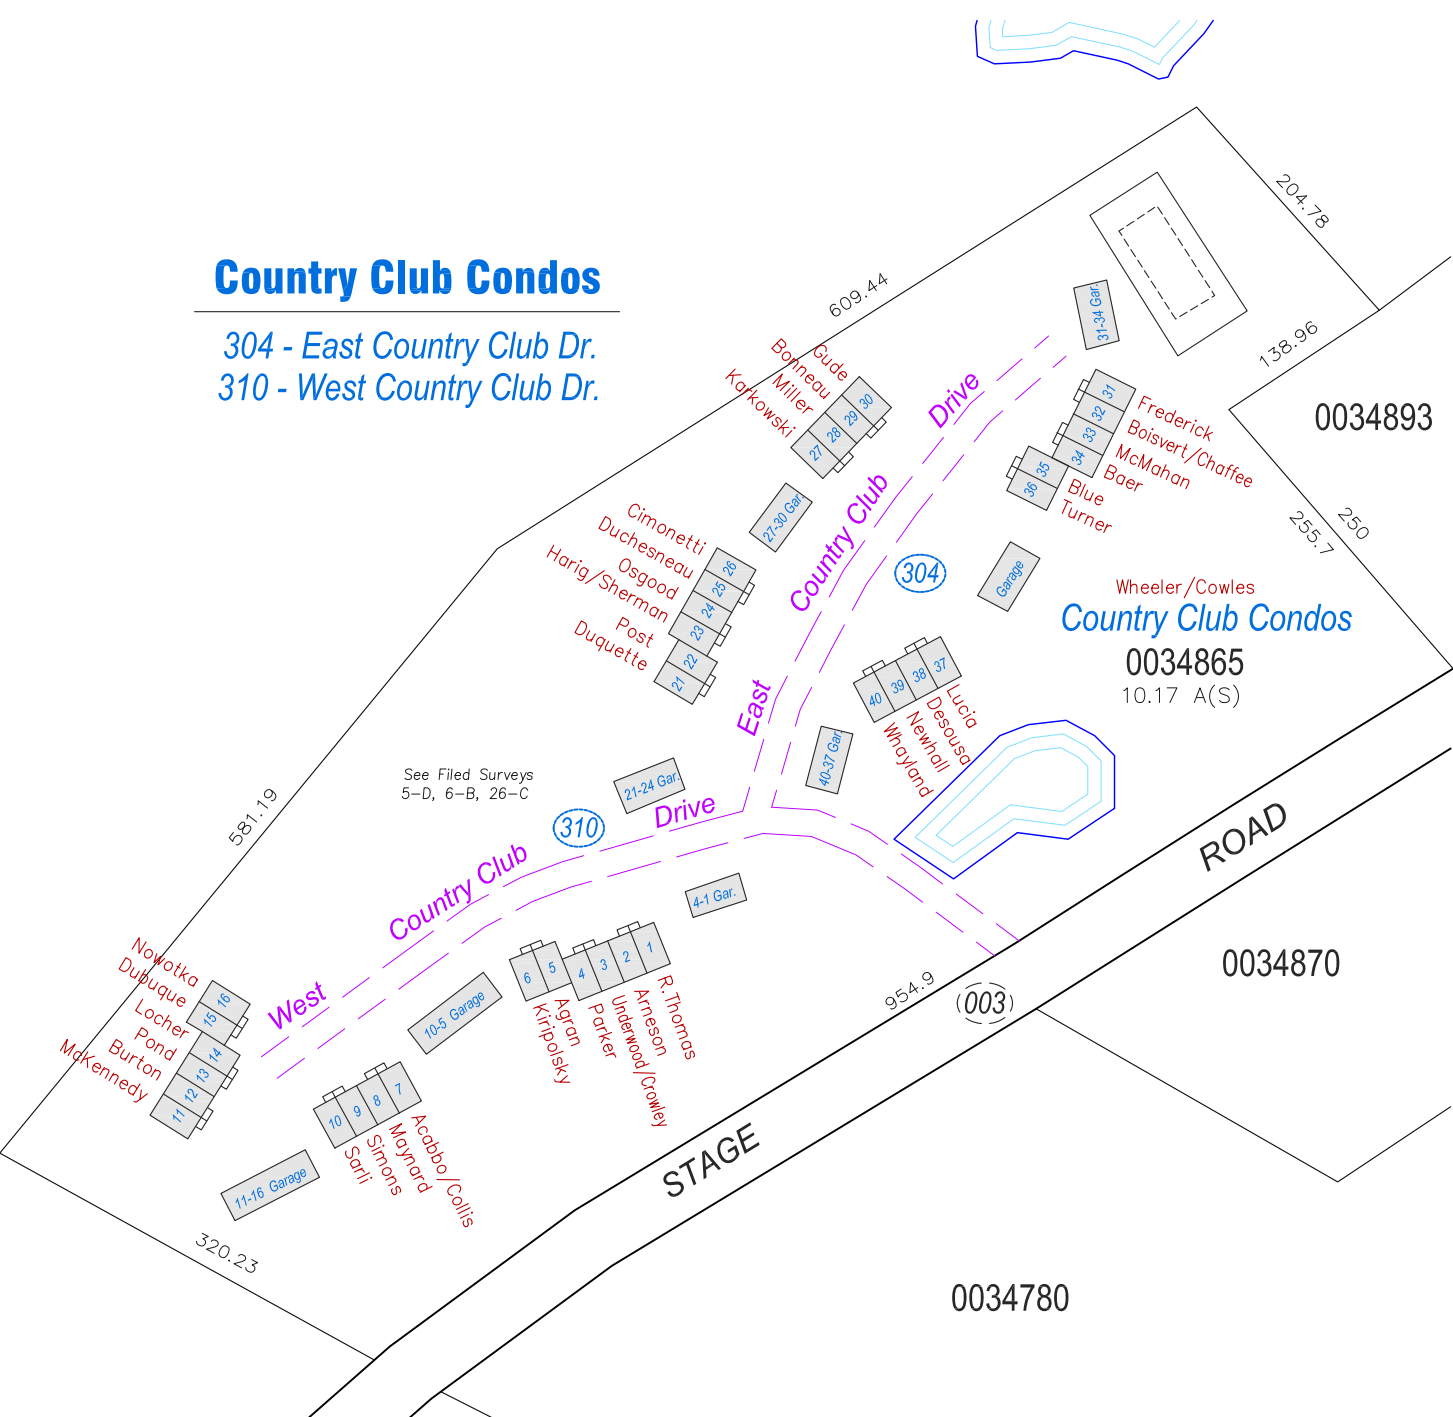 Country Club Condos
304 - East Country Club Dr.
310 - West Country Club Dr.
204.78
609.44
138.96
0034893
250
255.7
31-34 Gar.
Gude
Bonneau
Miller
Karkowski
30
29
28
27
31
32
33
34
35
36
Frederick
Boisvert/Chaffee
McMahan
Baer
Blue
Turner
27-30 Gar.
East Country Club Drive
304
Garage
Wheeler/Cowles
Country Club Condos
0034865
10.17 A(S)
Cimonetti
Duchesneau
Osgood
Harig/Sherman
Post
Duquette
26
25
24
23
22
21
40
39
38
37
Lucia
Desousa
Newhall
Whayland
40-37 Gar.
See Filed Surveys
5-D, 6-B, 26-C
21-24 Gar.
310
West Country Club Drive
581.19
4-1 Gar.
6
5
4
3
2
1
R.Thomas
Arneson
Underwood/Crowley
Parker
Agran
Kiripolsky
10-5 Garage
Nowotka
Dubuque
Locher
Pond
Burton
McKennedy
16
15
14
13
12
11
10
9
8
7
Acabbo/Collis
Maynard
Simons
Sarli
11-16 Garage
320.23
954.9
(003)
STAGE ROAD
0034870
0034780